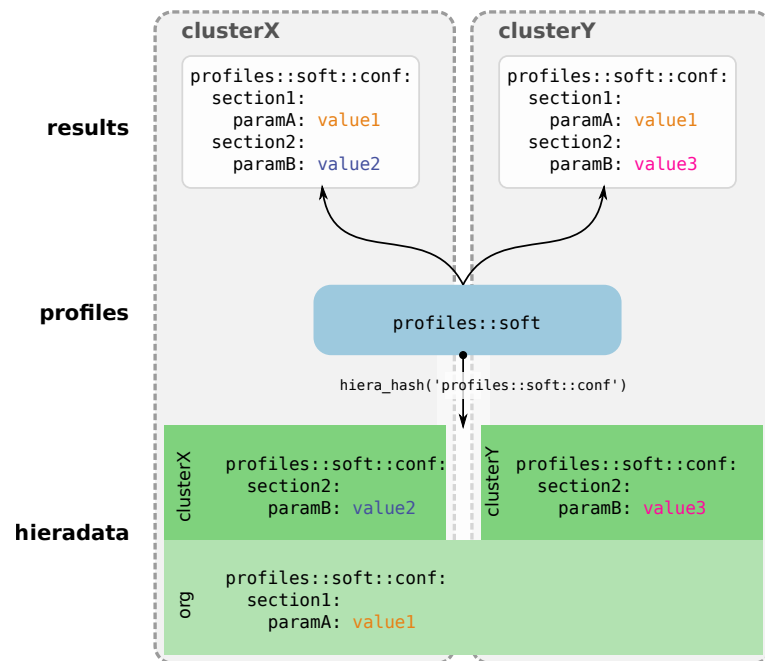 clusterX
clusterY
results
profiles::soft::conf:
  section1:
    paramA: value1
  section2:
    paramB: value2
profiles::soft::conf:
  section1:
    paramA: value1
  section2:
    paramB: value3
profiles
profiles::soft
hiera_hash('profiles::soft::conf')
hieradata
clusterX
profiles::soft::conf:
  section2:
    paramB: value2
clusterY
profiles::soft::conf:
  section2:
    paramB: value3
org
profiles::soft::conf:
  section1:
    paramA: value1